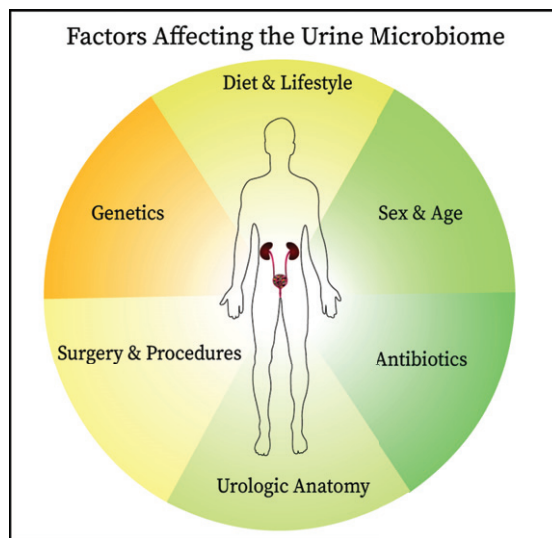 Factors Affecting the Urine Microbiome
Diet & Lifestyle
Genetics
Sex & Age
Surgery & Procedures
Antibiotics
Urologic Anatomy